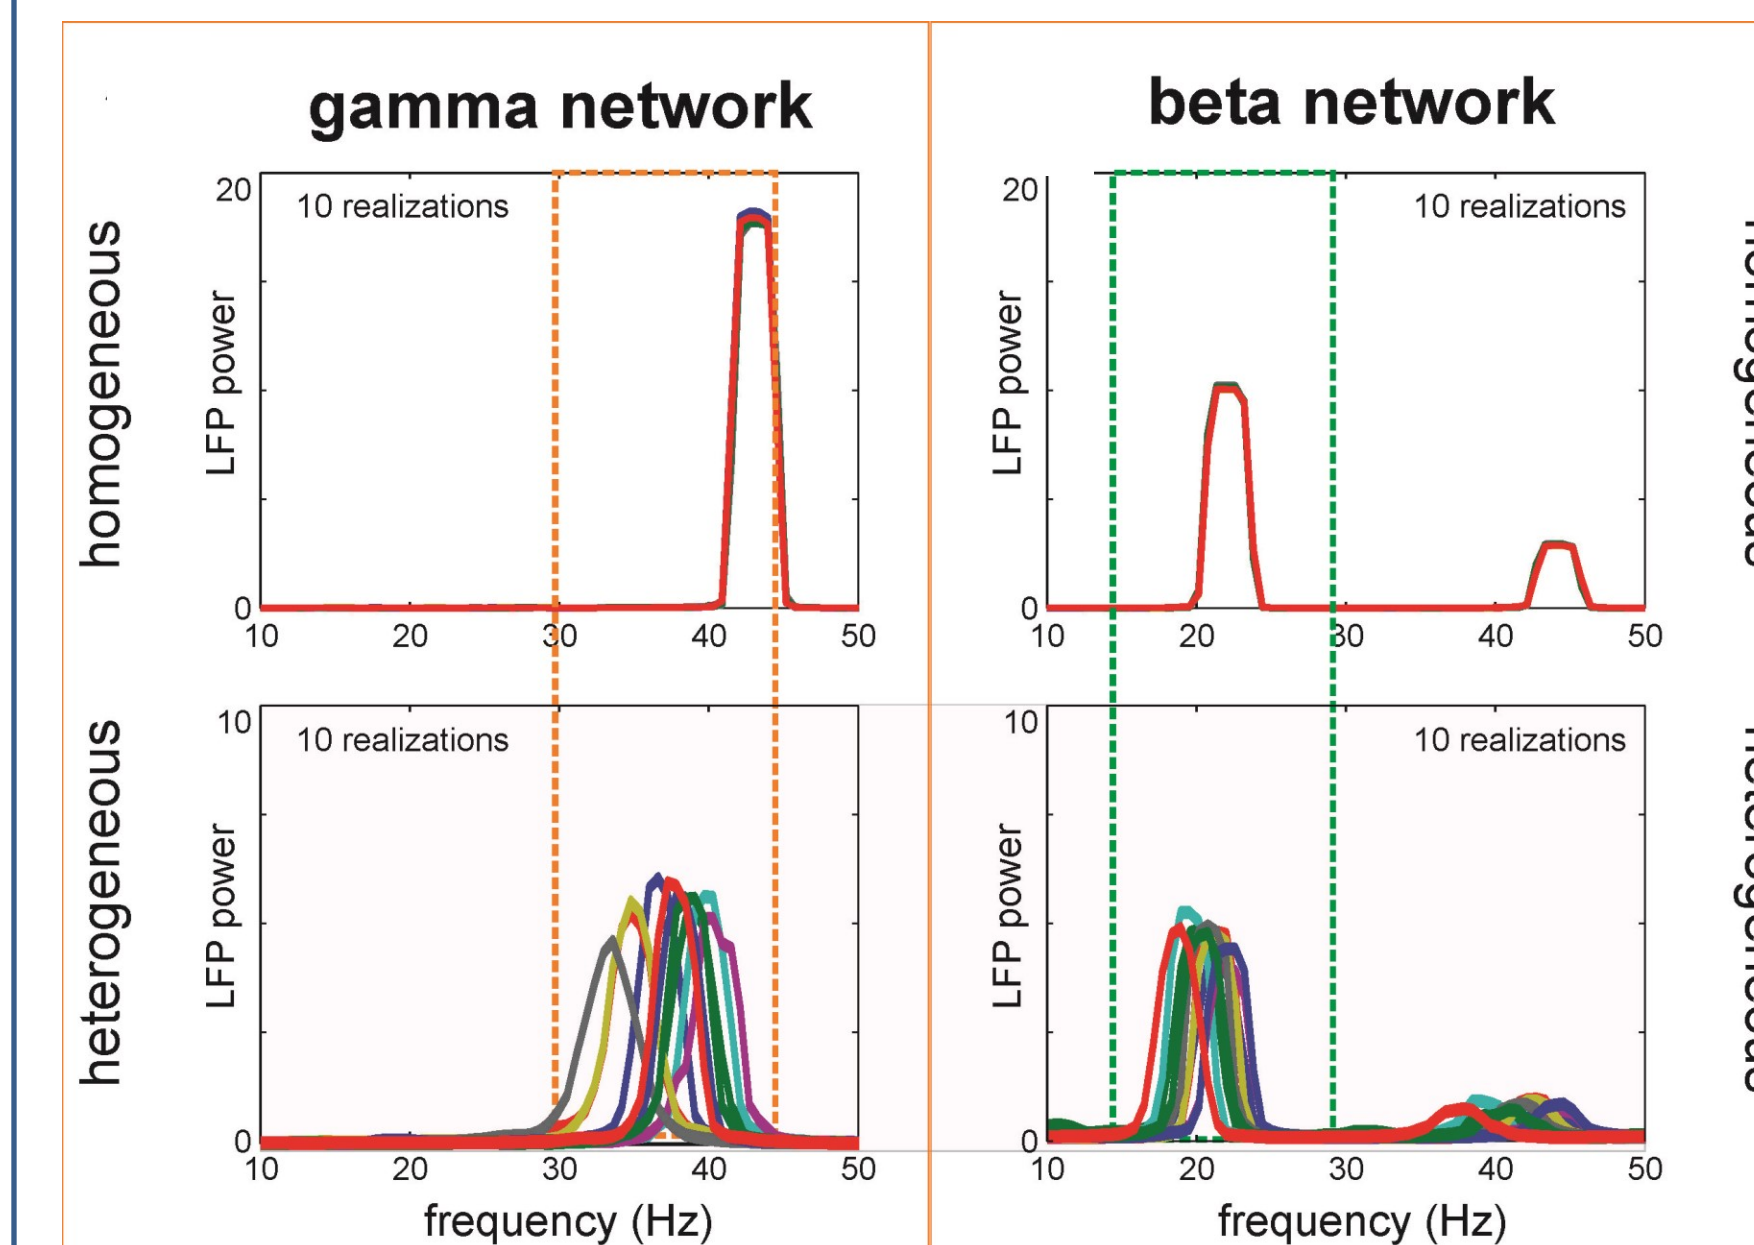 gamma network
beta network
homogeneous
20
10 realizations
LFP power
0
10 20 30 40 50
20
10 realizations
LFP power
0
10 20 30 40 50
heterogeneous
10
10 realizations
LFP power
0
10 20 30 40 50
frequency (Hz)
10
10 realizations
LFP power
0
10 20 30 40 50
frequency (Hz)